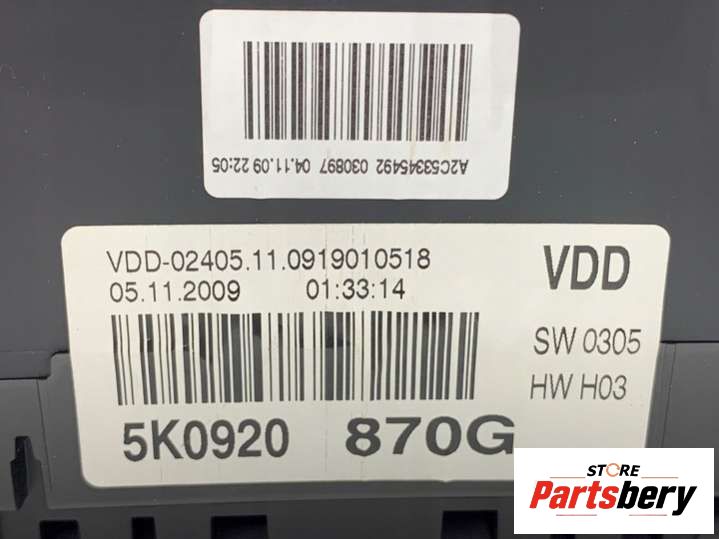 A2C53345492 030897 04.11.09 22:05
VDD-02405.11.0919010518
05.11.2009 01:33:14
VDD
SW 0305
HW H03
5K0920 870G
STORE
Partsbery